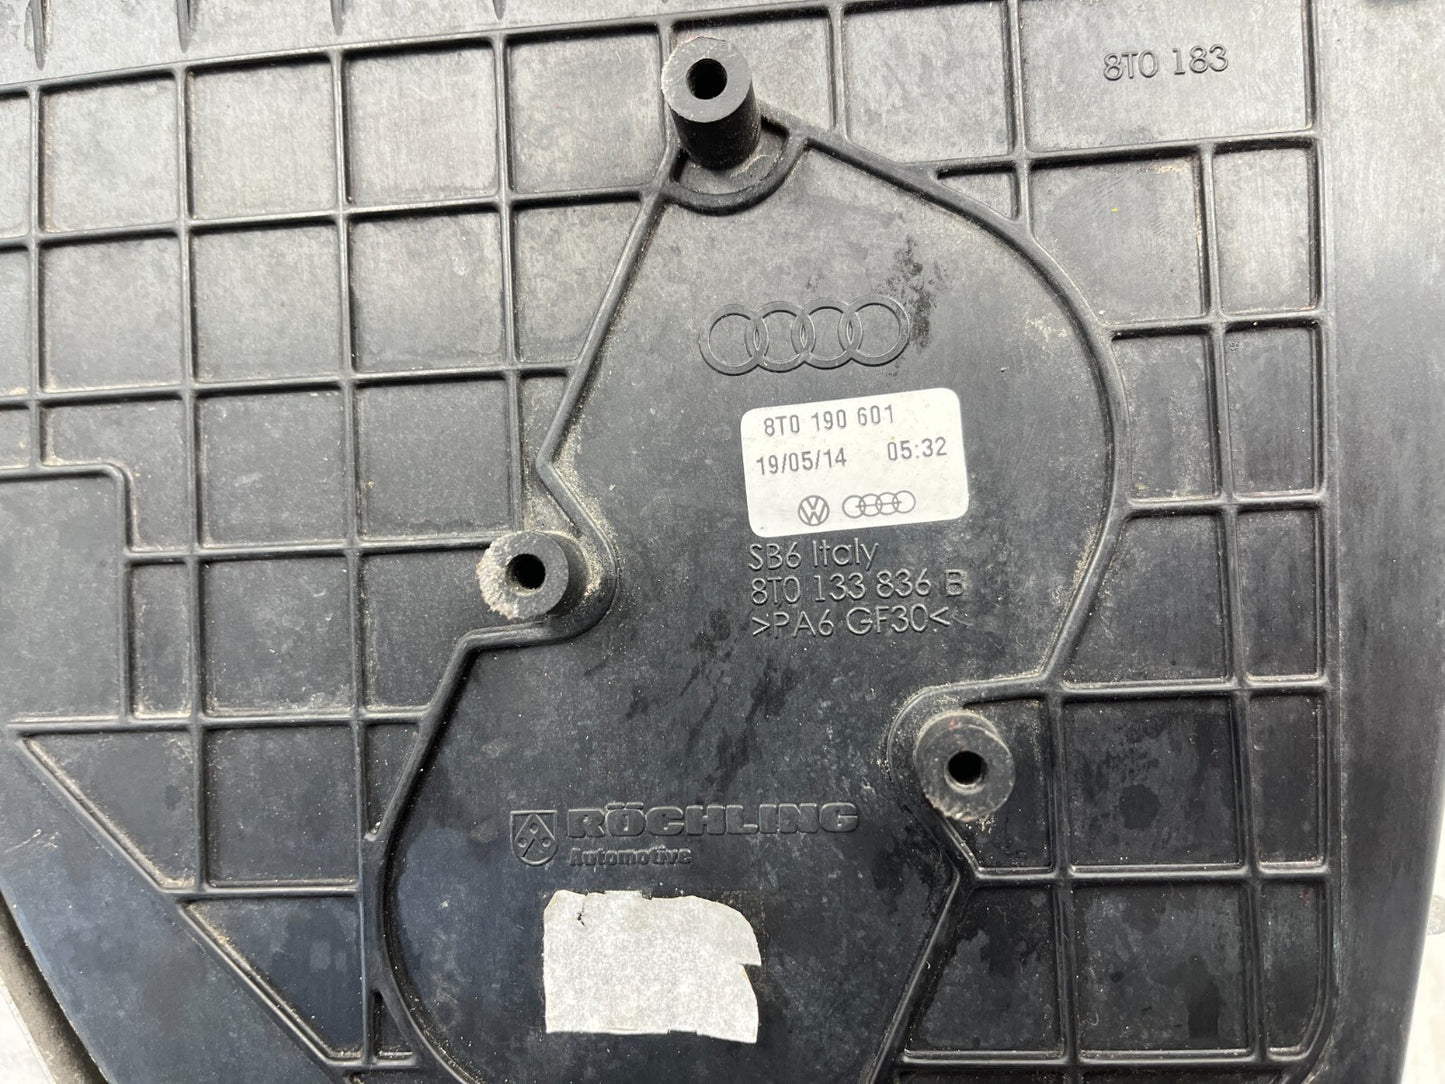 8T0 183
8T0 190 601
19/05/14 05:32
SB6 Italy
8T0 133 836 B
>PA6 GF30<
RÖCHLING
Automotive